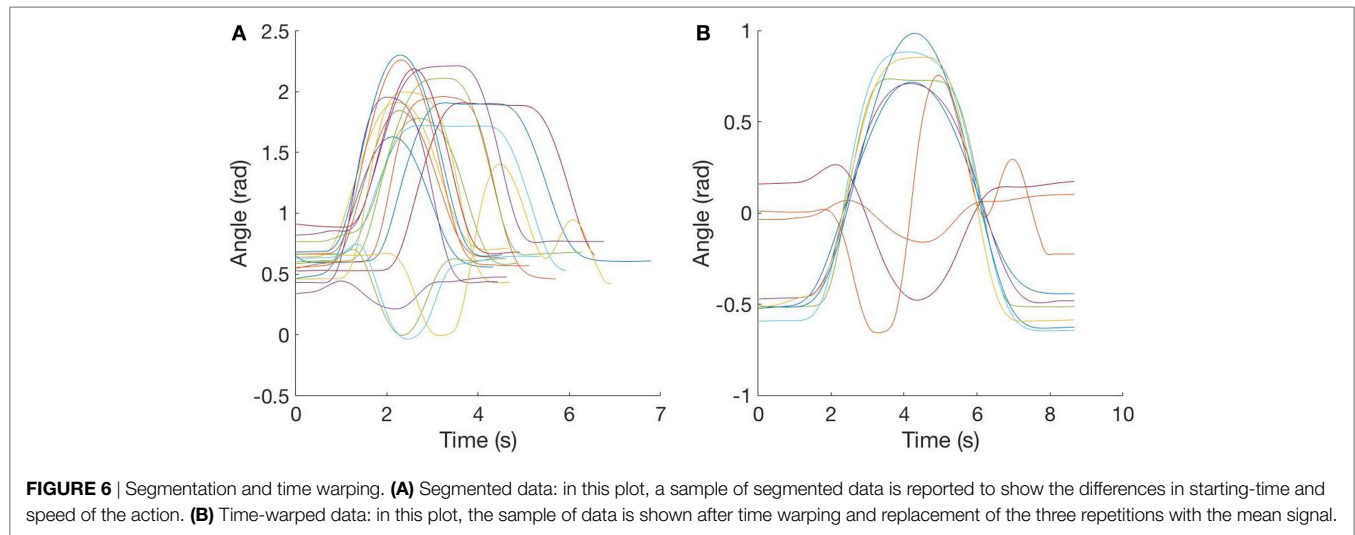 A
2.5
2
1.5
1
0.5
0
-0.5
Angle (rad)
0 2 4 6 7
Time (s)
B
1
0.5
0
-0.5
-1
Angle (rad)
0 2 4 6 8 10
Time (s)
FIGURE 6 | Segmentation and time warping. (A) Segmented data: in this plot, a sample of segmented data is reported to show the differences in starting-time and
speed of the action. (B) Time-warped data: in this plot, the sample of data is shown after time warping and replacement of the three repetitions with the mean signal.